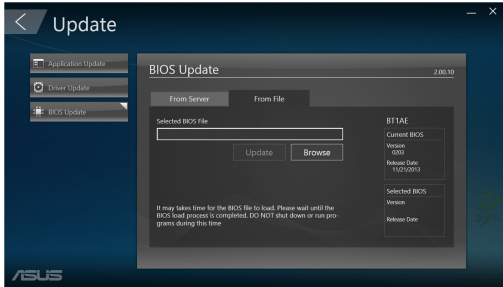 Update
Application Update
Driver Update
BIOS Update
BIOS Update
2.00.10
From Server
From File
Selected BIOS File
Update
Browse
It may takes time for the BIOS file to load. Please wait until the
BIOS load process is completed. DO NOT shut down or run pro-
grams during this time
BT1AE
Current BIOS
Version
0203
Release Date
11/21/2013
Selected BIOS
Version
Release Date
ASUS